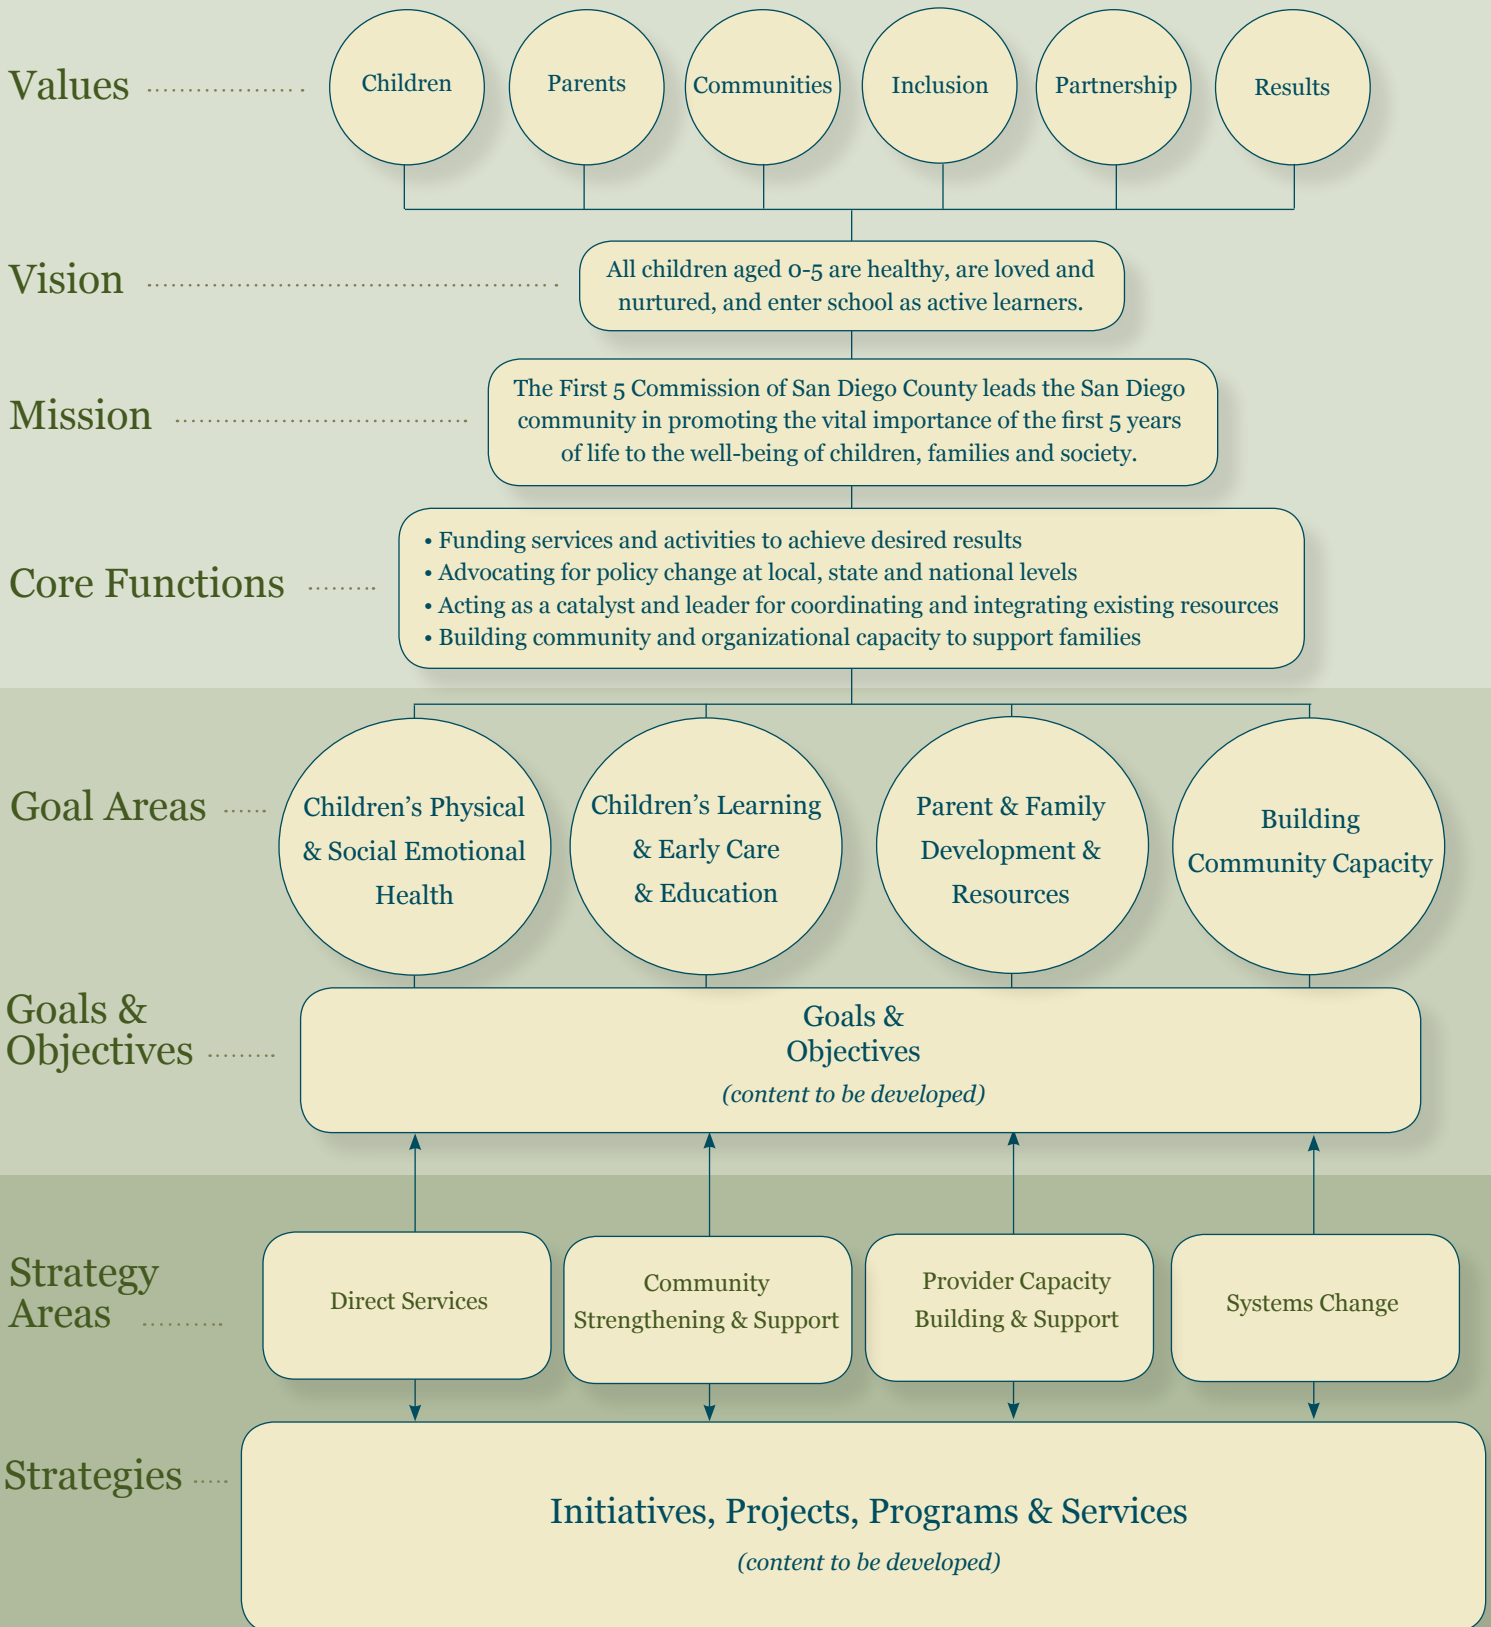 Values
Children
Parents
Communities
Inclusion
Partnership
Results
Vision
All children aged 0-5 are healthy, are loved and
nurtured, and enter school as active learners.
Mission
The First 5 Commission of San Diego County leads the San Diego
community in promoting the vital importance of the first 5 years
of life to the well-being of children, families and society.
Core Functions
• Funding services and activities to achieve desired results
• Advocating for policy change at local, state and national levels
• Acting as a catalyst and leader for coordinating and integrating existing resources
• Building community and organizational capacity to support families
Goal Areas
Children’s Physical
& Social Emotional
Health
Children’s Learning
& Early Care
& Education
Parent & Family
Development &
Resources
Building
Community Capacity
Goals &
Objectives
Goals &
Objectives
(content to be developed)
Strategy
Areas
Direct Services
Community
Strengthening & Support
Provider Capacity
Building & Support
Systems Change
Strategies
Initiatives, Projects, Programs & Services
(content to be developed)